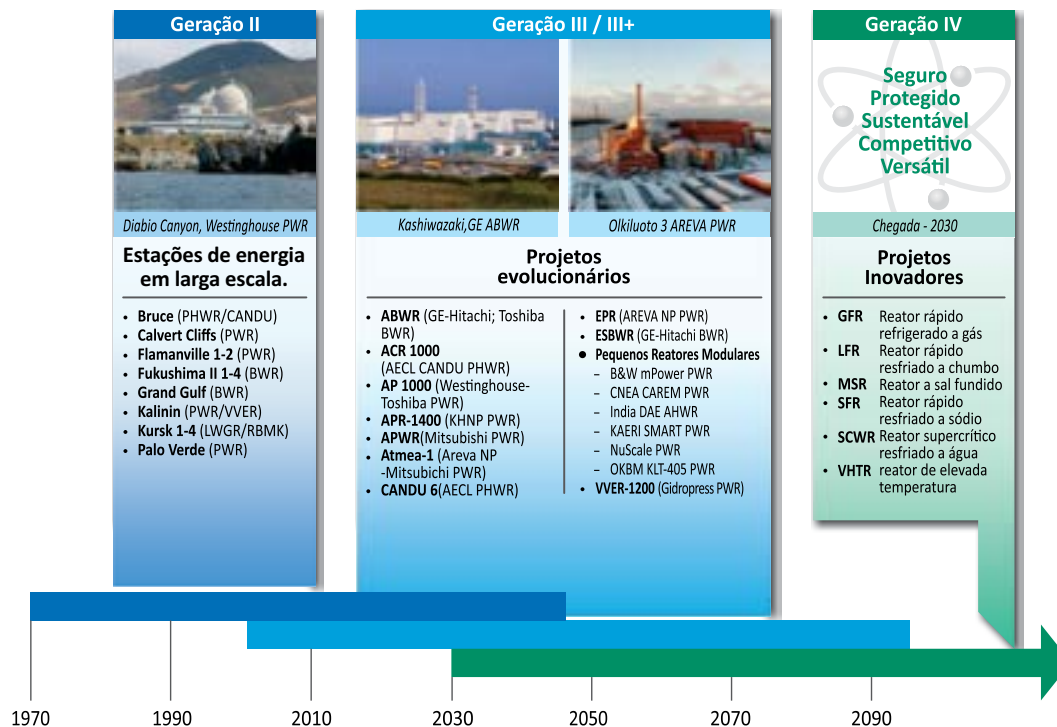 Geração II
Diabio Canyon, Westinghouse PWR
Estações de energia
em larga escala.
• Bruce (PHWR/CANDU)
• Calvert Cliffs (PWR)
• Flamanville 1-2 (PWR)
• Fukushima II 1-4 (BWR)
• Grand Gulf (BWR)
• Kalinin (PWR/VVER)
• Kursk 1-4 (LWGR/RBMK)
• Palo Verde (PWR)
Geração III / III+
Kashiwazaki,GE ABWR
Olkiluoto 3 AREVA PWR
Projetos
evolucionários
• ABWR (GE-Hitachi; Toshiba
BWR)
• ACR 1000
(AECL CANDU PHWR)
• AP 1000 (Westinghouse-
Toshiba PWR)
• APR-1400 (KHNP PWR)
• APWR(Mitsubishi PWR)
• Atmea-1 (Areva NP
-Mitsubichi PWR)
• CANDU 6(AECL PHWR)
• EPR (AREVA NP PWR)
• ESBWR (GE-Hitachi BWR)
• Pequenos Reatores Modulares
– B&W mPower PWR
– CNEA CAREM PWR
– India DAE AHWR
– KAERI SMART PWR
– NuScale PWR
– OKBM KLT-405 PWR
• VVER-1200 (Gidropress PWR)
Geração IV
Seguro
Protegido
Sustentável
Competitivo
Versátil
Chegada - 2030
Projetos
Inovadores
• GFR Reator rápido
refrigerado a gás
• LFR Reator rápido
resfriado a chumbo
• MSR Reator a sal fundido
• SFR Reator rápido
resfriado a sódio
• SCWR Reator supercrítico
resfriado a água
• VHTR reator de elevada
temperatura
1970 1990 2010 2030 2050 2070 2090